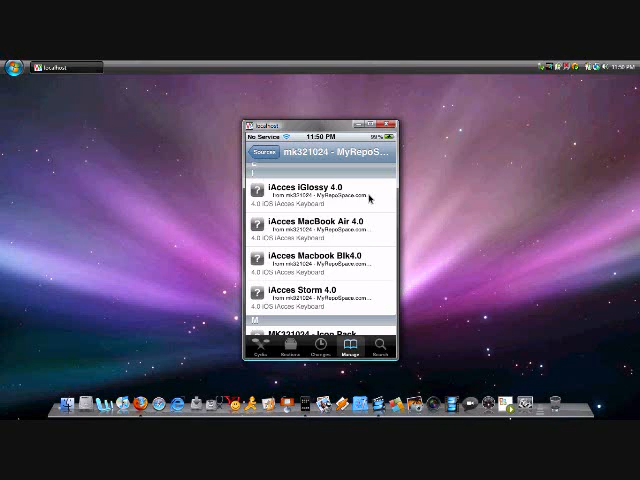 localhost
11:50 PM
localhost
No Service
11:50 PM
99%
Sources
mk321024 - MyRepoS...
I
iAcces iGlossy 4.0
from mk321024 - MyRepoSpace.com...
4.0 iOS iAcces Keyboard
iAcces MacBook Air 4.0
from mk321024 - MyRepoSpace.com...
4.0 iOS iAcces Keyboard
iAcces Macbook Blk4.0
from mk321024 - MyRepoSpace.com...
4.0 iOS iAcces Keyboard
iAcces Storm 4.0
from mk321024 - MyRepoSpace.com...
4.0 iOS iAcces Keyboard
M
MK321024 - Icon Pack
Cydia Sections Changes Manage Search